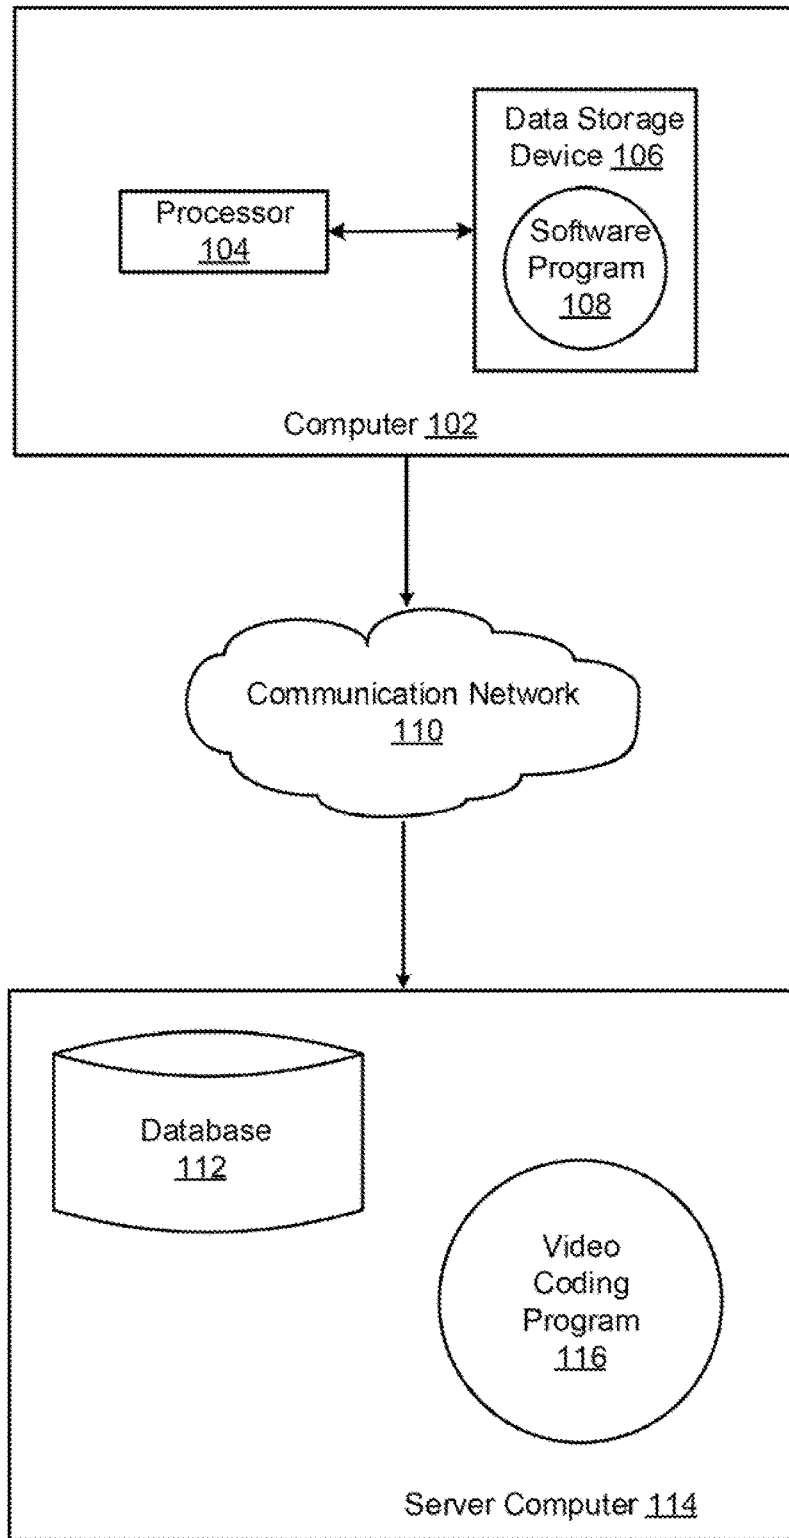 Data Storage
Device 106
Processor
104
Software
Program
108
Computer 102
Communication Network
110
Database
112
Video
Coding
Program
116
Server Computer 114